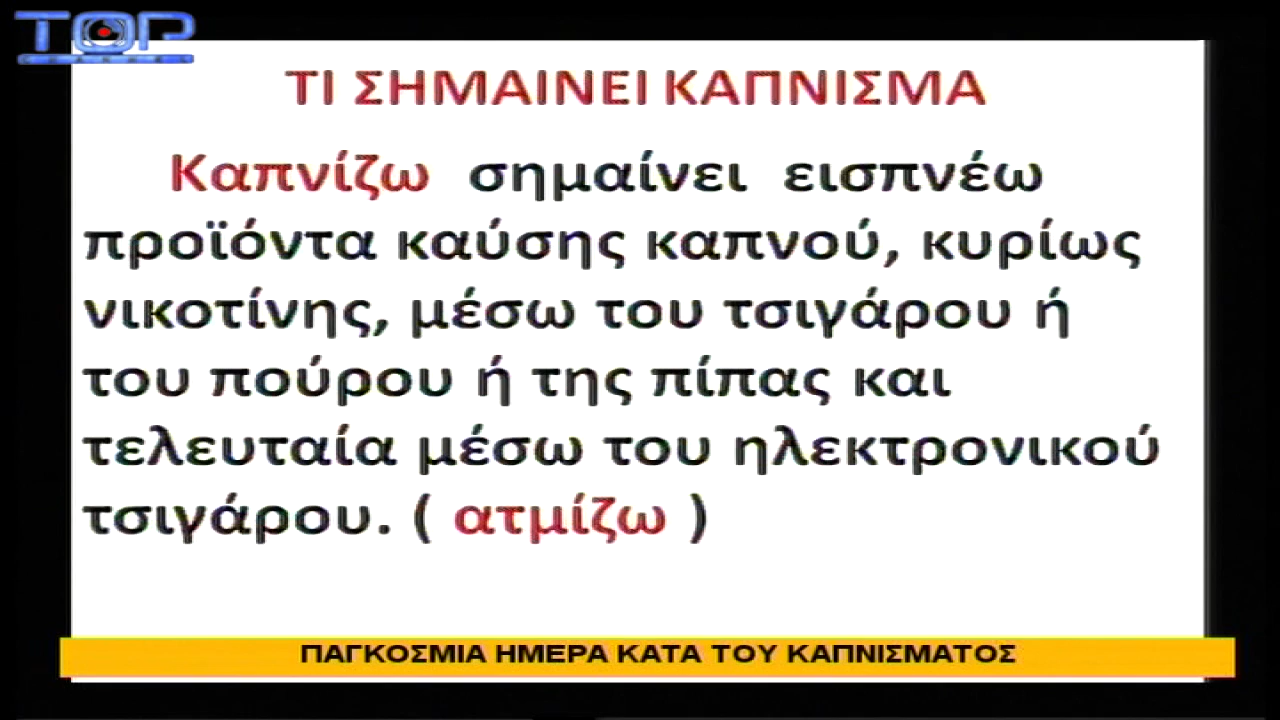 TOP
ΤΙ ΣΗΜΑΙΝΕΙ ΚΑΠΝΙΣΜΑ
Καπνίζω σημαίνει εισπνέω
προϊόντα καύσης καπνού, κυρίως
νικοτίνης, μέσω του τσιγάρου ή
του πούρου ή της πίπας και
τελευταία μέσω του ηλεκτρονικού
τσιγάρου. ( ατμίζω )
ΠΑΓΚΟΣΜΙΑ ΗΜΕΡΑ ΚΑΤΑ ΤΟΥ ΚΑΠΝΙΣΜΑΤΟΣ